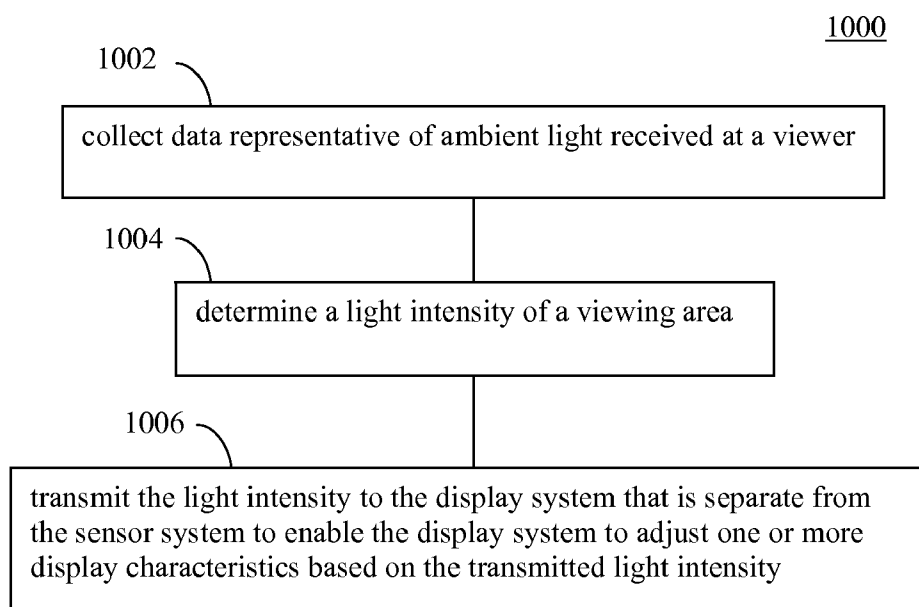 1000
1002
collect data representative of ambient light received at a viewer
1004
determine a light intensity of a viewing area
1006
transmit the light intensity to the display system that is separate from
the sensor system to enable the display system to adjust one or more
display characteristics based on the transmitted light intensity